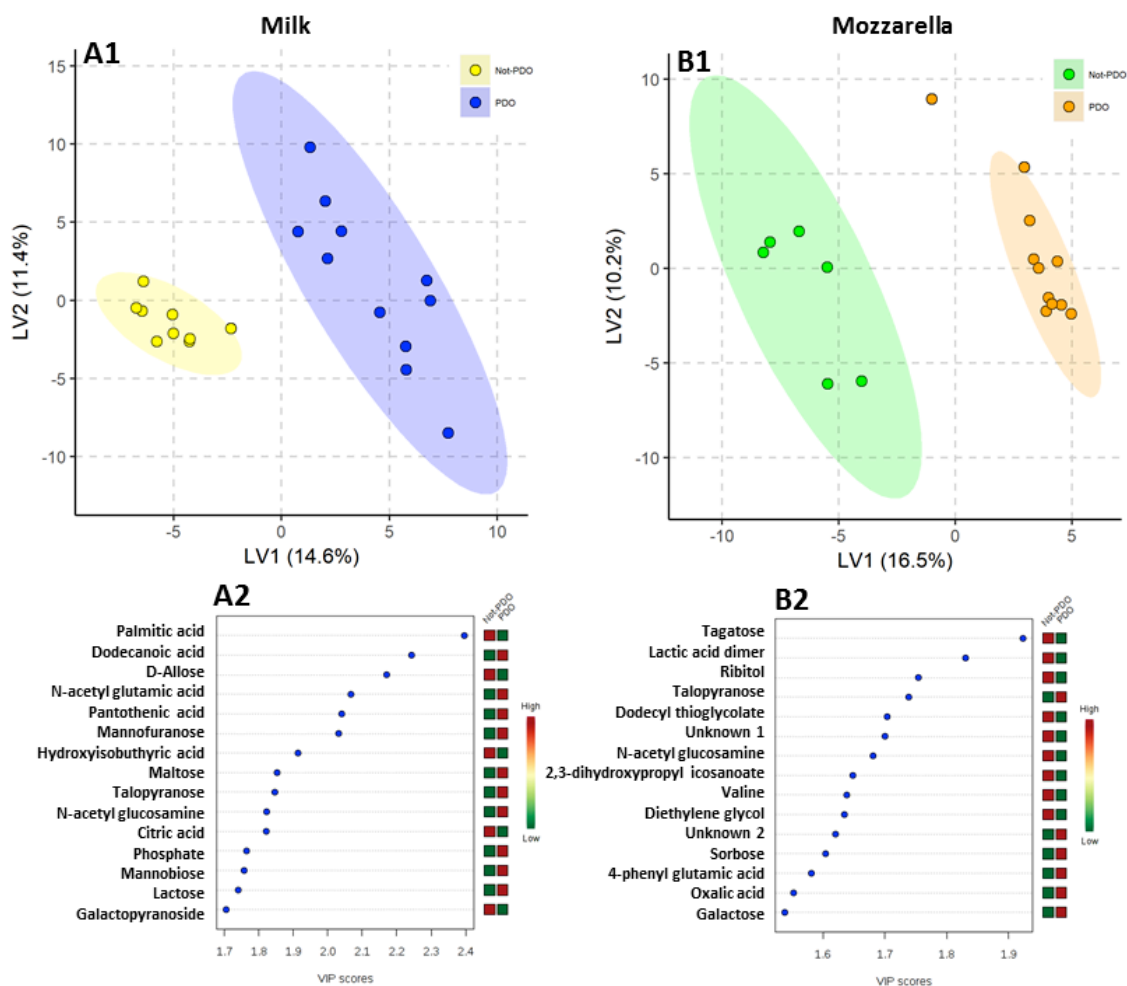 Milk
Mozzarella
A1
Not-PDO
PDO
15
10
5
0
-5
-10
LV2 (11.4%)
-5
0
5
10
LV1 (14.6%)
B1
Not-PDO
PDO
10
5
0
-5
-10
LV2 (10.2%)
-10
-5
0
5
LV1 (16.5%)
A2
Not-PDO
PDO
Palmitic acid
Dodecanoic acid
D-Allose
N-acetyl glutamic acid
Pantothenic acid
Mannofuranose
Hydroxyisobuthyric acid
Maltose
Talopyranose
N-acetyl glucosamine
Citric acid
Phosphate
Mannobiose
Lactose
Galactopyranoside
High
Low
1.7
1.8
1.9
2.0
2.1
2.2
2.3
2.4
VIP scores
B2
Not-PDO
PDO
Tagatose
Lactic acid dimer
Ribitol
Talopyranose
Dodecyl thioglycolate
Unknown 1
N-acetyl glucosamine
2,3-dihydroxypropyl icosanoate
Valine
Diethylene glycol
Unknown 2
Sorbose
4-phenyl glutamic acid
Oxalic acid
Galactose
High
Low
1.6
1.7
1.8
1.9
VIP scores